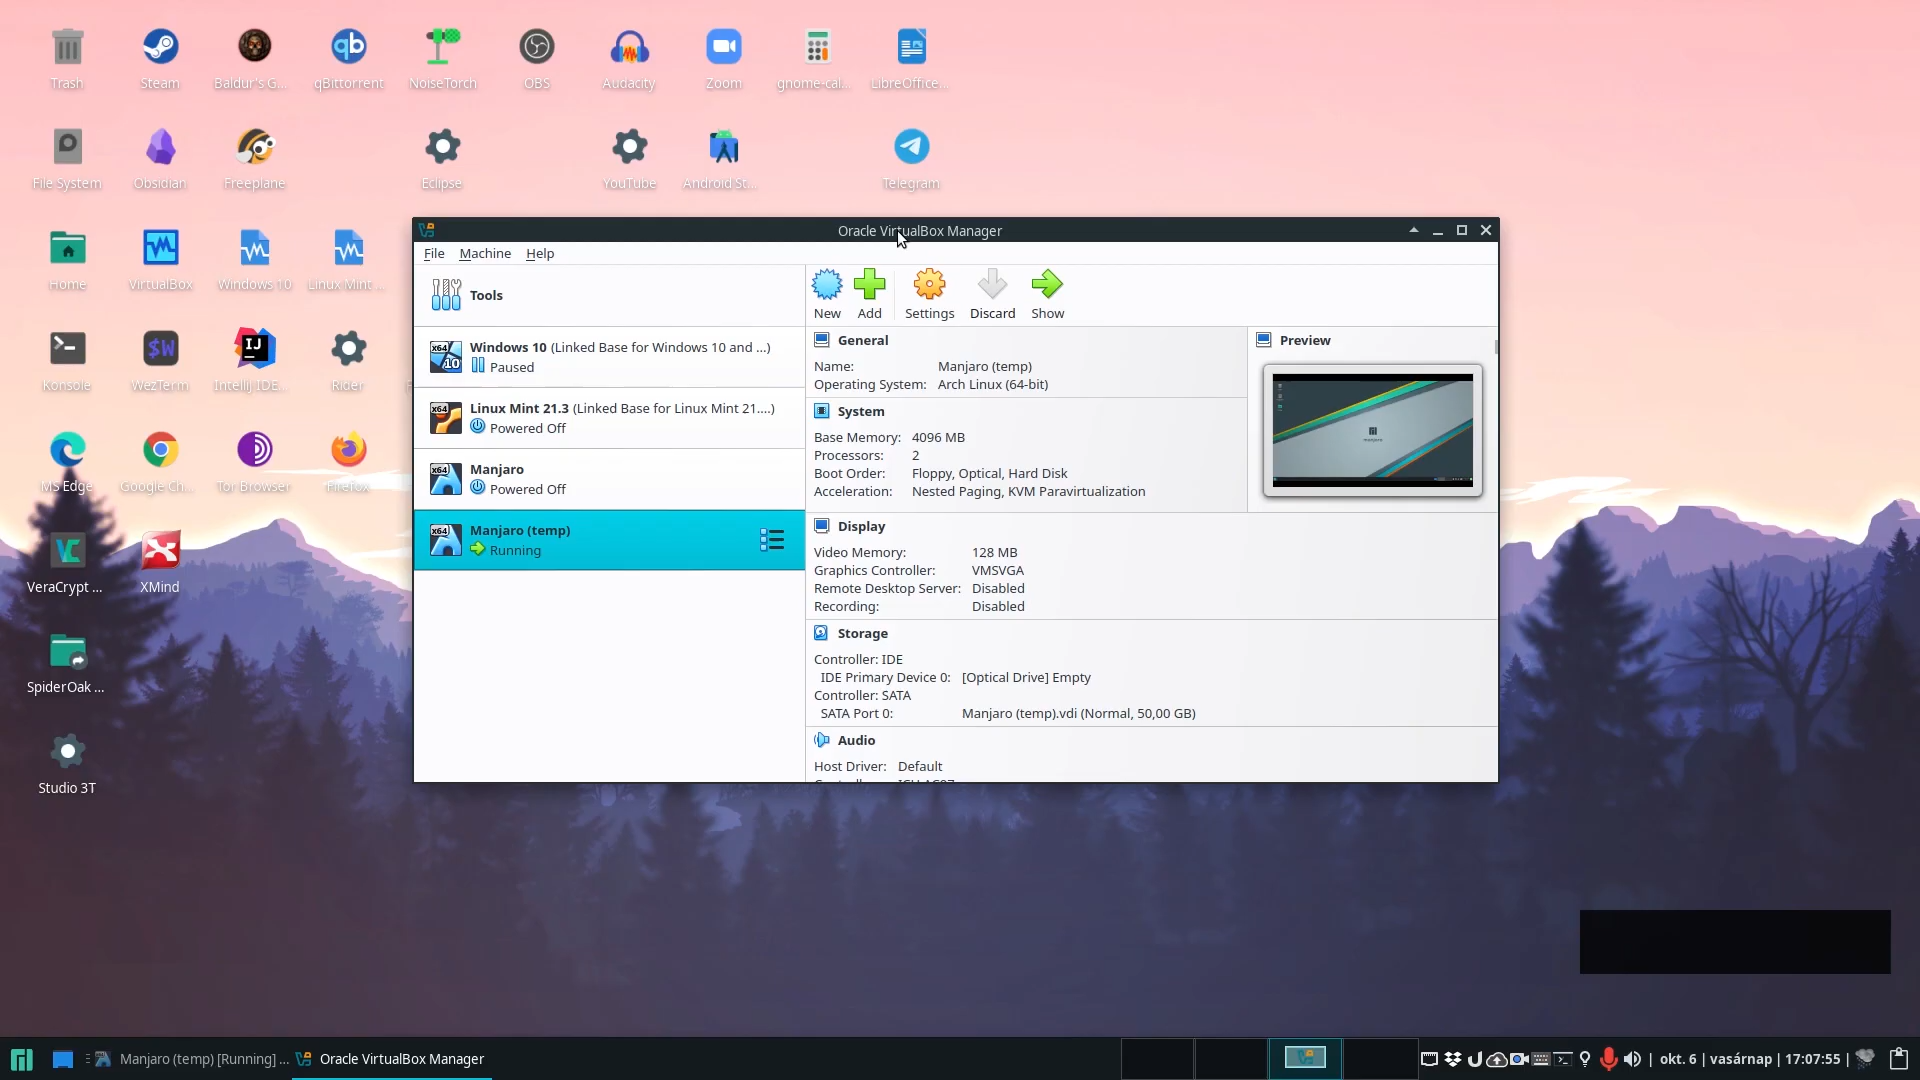 Trash
Steam
Baldur's G...
qBittorrent
NoiseTorch
OBS
Audacity
Zoom
gnome-cal...
LibreOffice...
File System
Obsidian
Freeplane
Eclipse
YouTube
Android St...
Telegram
Home
VirtualBox
Windows 10
Linux Mint ...
Konsole
WezTerm
Intellij IDE...
Rider
MS Edge
Google Ch...
Tor Browser
Firefox
VeraCrypt ...
XMind
SpiderOak ...
Studio 3T
Oracle VirtualBox Manager
File Machine Help
Tools
New Add Settings Discard Show
Windows 10 (Linked Base for Windows 10 and ...)
Paused
Linux Mint 21.3 (Linked Base for Linux Mint 21....)
Powered Off
Manjaro
Powered Off
Manjaro (temp)
Running
General
Name: Manjaro (temp)
Operating System: Arch Linux (64-bit)
System
Base Memory: 4096 MB
Processors: 2
Boot Order: Floppy, Optical, Hard Disk
Acceleration: Nested Paging, KVM Paravirtualization
Preview
Display
Video Memory: 128 MB
Graphics Controller: VMSVGA
Remote Desktop Server: Disabled
Recording: Disabled
Storage
Controller: IDE
IDE Primary Device 0: [Optical Drive] Empty
Controller: SATA
SATA Port 0: Manjaro (temp).vdi (Normal, 50,00 GB)
Audio
Host Driver: Default
Manjaro (temp) [Running] ...
Oracle VirtualBox Manager
| okt. 6 | vasárnap | 17:07:55 |